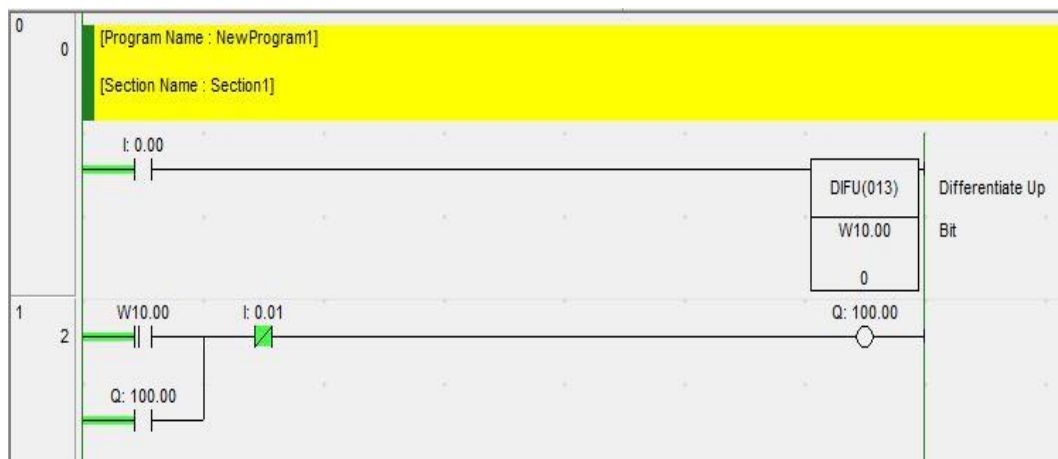 0
0
[Program Name : NewProgram1]
[Section Name : Section1]
I: 0.00
DIFU(013)
Differentiate Up
W10.00
Bit
0
1
2
W10.00
I: 0.01
Q: 100.00
Q: 100.00